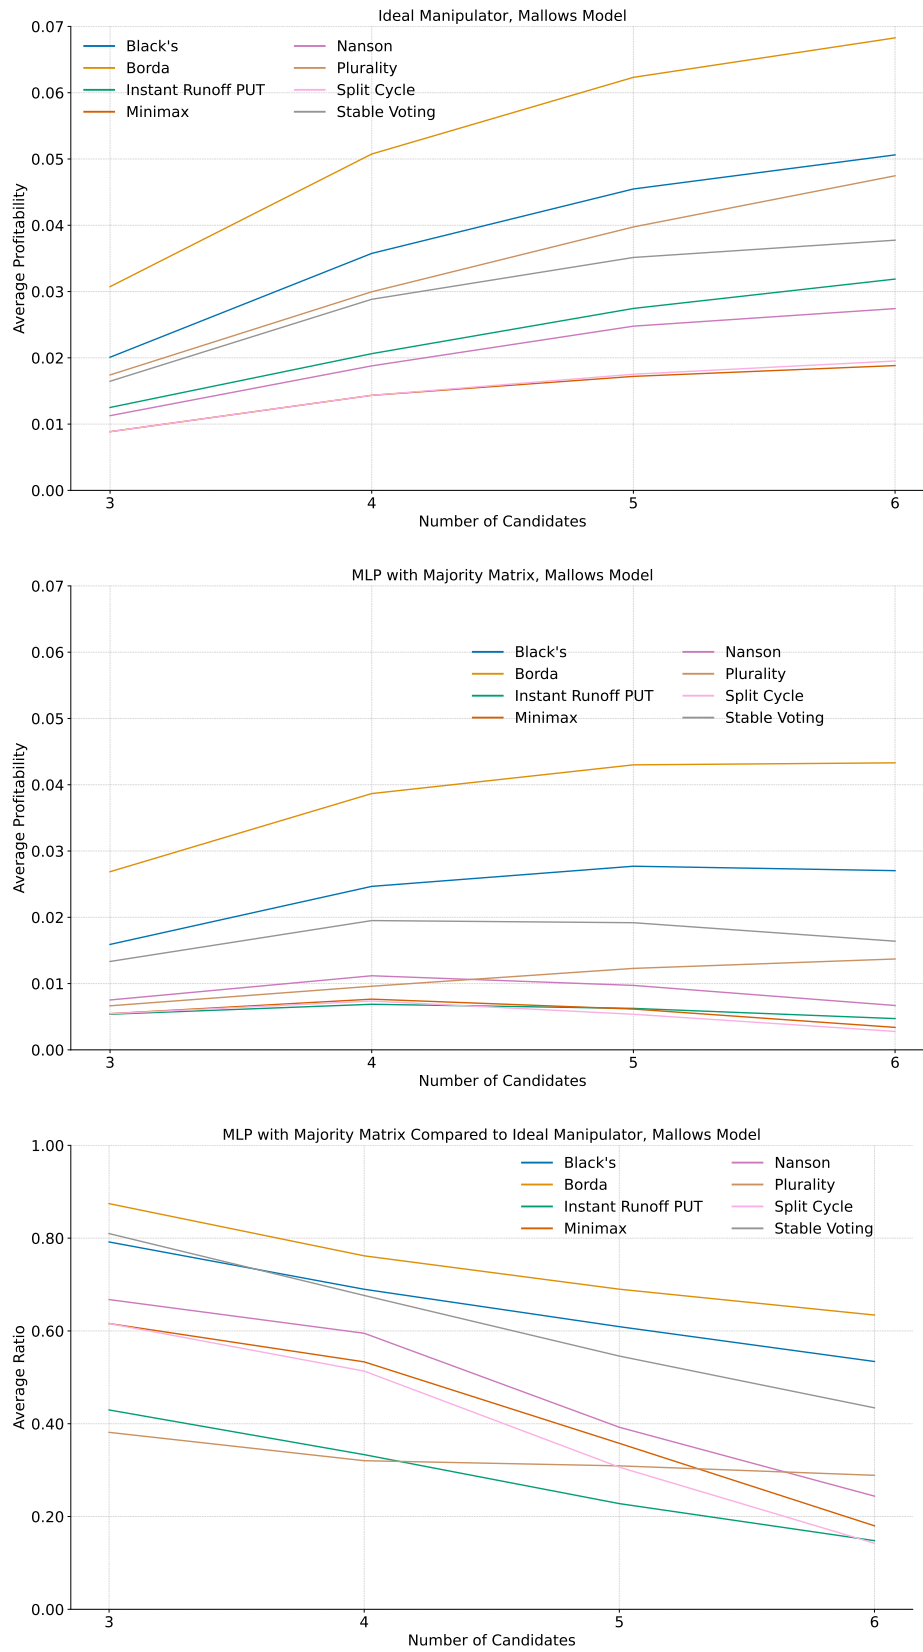 Ideal Manipulator, Mallows Model
0.07
0.06
0.05
0.04
0.03
0.02
0.01
0.00
Average Profitability
Black's
Borda
Instant Runoff PUT
Minimax
Nanson
Plurality
Split Cycle
Stable Voting
3 4 5 6
Number of Candidates
MLP with Majority Matrix, Mallows Model
0.07
0.06
0.05
0.04
0.03
0.02
0.01
0.00
Average Profitability
Black's
Borda
Instant Runoff PUT
Minimax
Nanson
Plurality
Split Cycle
Stable Voting
3 4 5 6
Number of Candidates
MLP with Majority Matrix Compared to Ideal Manipulator, Mallows Model
1.00
0.80
0.60
0.40
0.20
0.00
Average Ratio
Black's
Borda
Instant Runoff PUT
Minimax
Nanson
Plurality
Split Cycle
Stable Voting
3 4 5 6
Number of Candidates